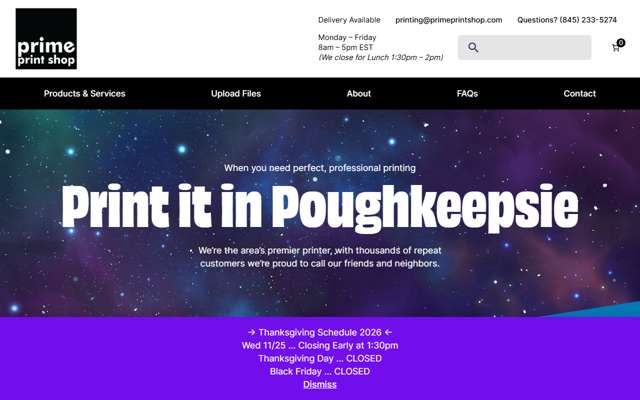 prime
print shop
Delivery Available
printing@primeprintshop.com
Questions? (845) 233-5274
Monday – Friday
8am – 5pm EST
(We close for Lunch 1:30pm – 2pm)
0
Products & Services
Upload Files
About
FAQs
Contact
When you need perfect, professional printing
Print it in Poughkeepsie
We're the area's premier printer, with thousands of repeat
customers we're proud to call our friends and neighbors.
→ Thanksgiving Schedule 2026 ←
Wed 11/25 ... Closing Early at 1:30pm
Thanksgiving Day ... CLOSED
Black Friday ... CLOSED
Dismiss